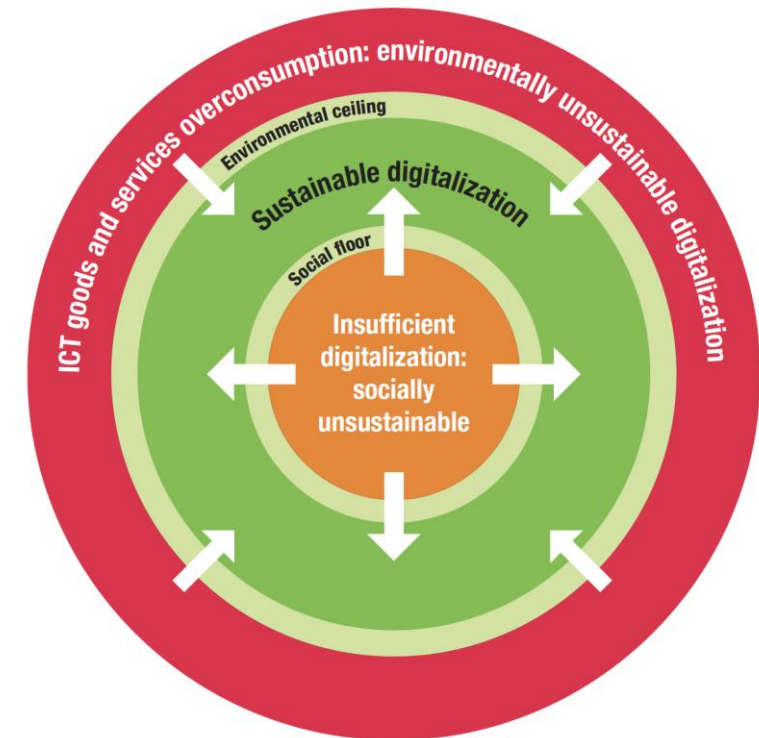 ICT goods and services overconsumption: environmentally unsustainable digitalization
Environmental ceiling
Sustainable digitalization
Social floor
Insufficient
digitalization:
socially
unsustainable